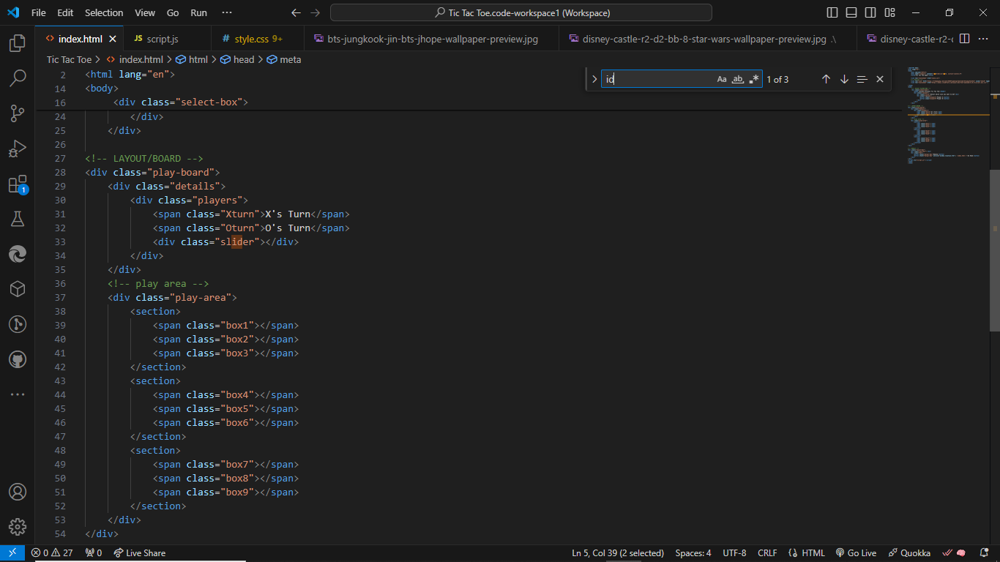 File Edit Selection View Go Run ··· Tic Tac Toe.code-workspace1 (Workspace)
index.html JS script.js # style.css 9+ bts-jungkook-jin-bts-jhope-wallpaper-preview.jpg disney-castle-r2-d2-bb-8-star-wars-wallpaper-preview.jpg .\ disney-castle-r2-c ···
Tic Tac Toe > index.html > html > head > meta
id Aa ab .* 1 of 3
2 <html lang="en">
14 <body>
16 <div class="select-box">
24 </div>
25 </div>
26
27 <!-- LAYOUT/BOARD -->
28 <div class="play-board">
29 <div class="details">
30 <div class="players">
31 <span class="Xturn">X's Turn</span>
32 <span class="Oturn">O's Turn</span>
33 <div class="slider"></div>
34 </div>
35 </div>
36 <!-- play area -->
37 <div class="play-area">
38 <section>
39 <span class="box1"></span>
40 <span class="box2"></span>
41 <span class="box3"></span>
42 </section>
43 <section>
44 <span class="box4"></span>
45 <span class="box5"></span>
46 <span class="box6"></span>
47 </section>
48 <section>
49 <span class="box7"></span>
50 <span class="box8"></span>
51 <span class="box9"></span>
52 </section>
53 </div>
54 </div>
1
0 27 0 Live Share Ln 5, Col 39 (2 selected) Spaces: 4 UTF-8 CRLF HTML Go Live Quokka